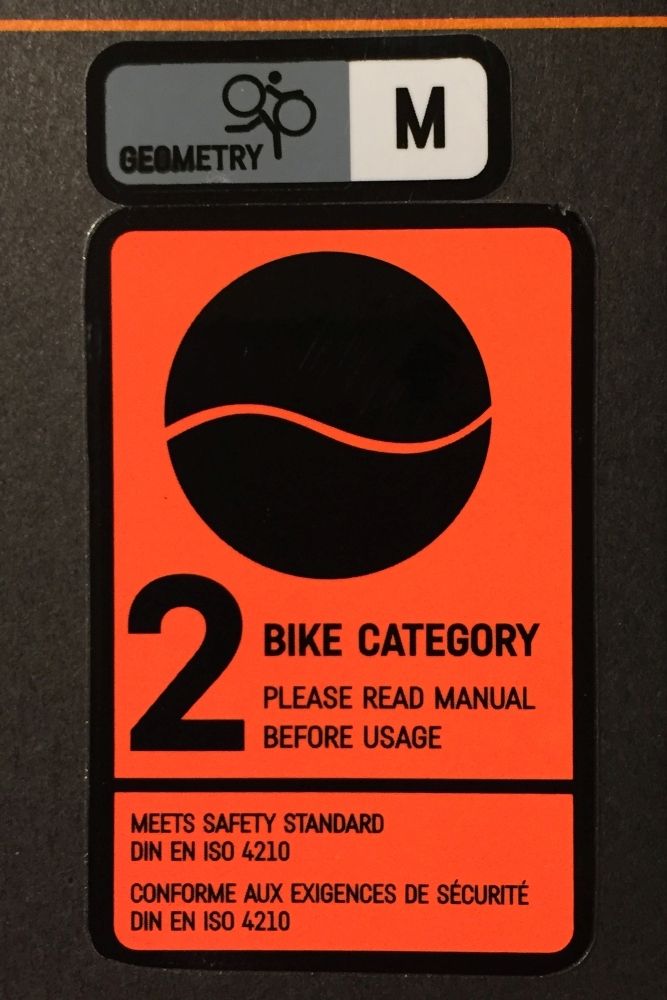 GEOMETRY M
2 BIKE CATEGORY
PLEASE READ MANUAL
BEFORE USAGE
MEETS SAFETY STANDARD
DIN EN ISO 4210
CONFORME AUX EXIGENCES DE SÉCURITÉ
DIN EN ISO 4210